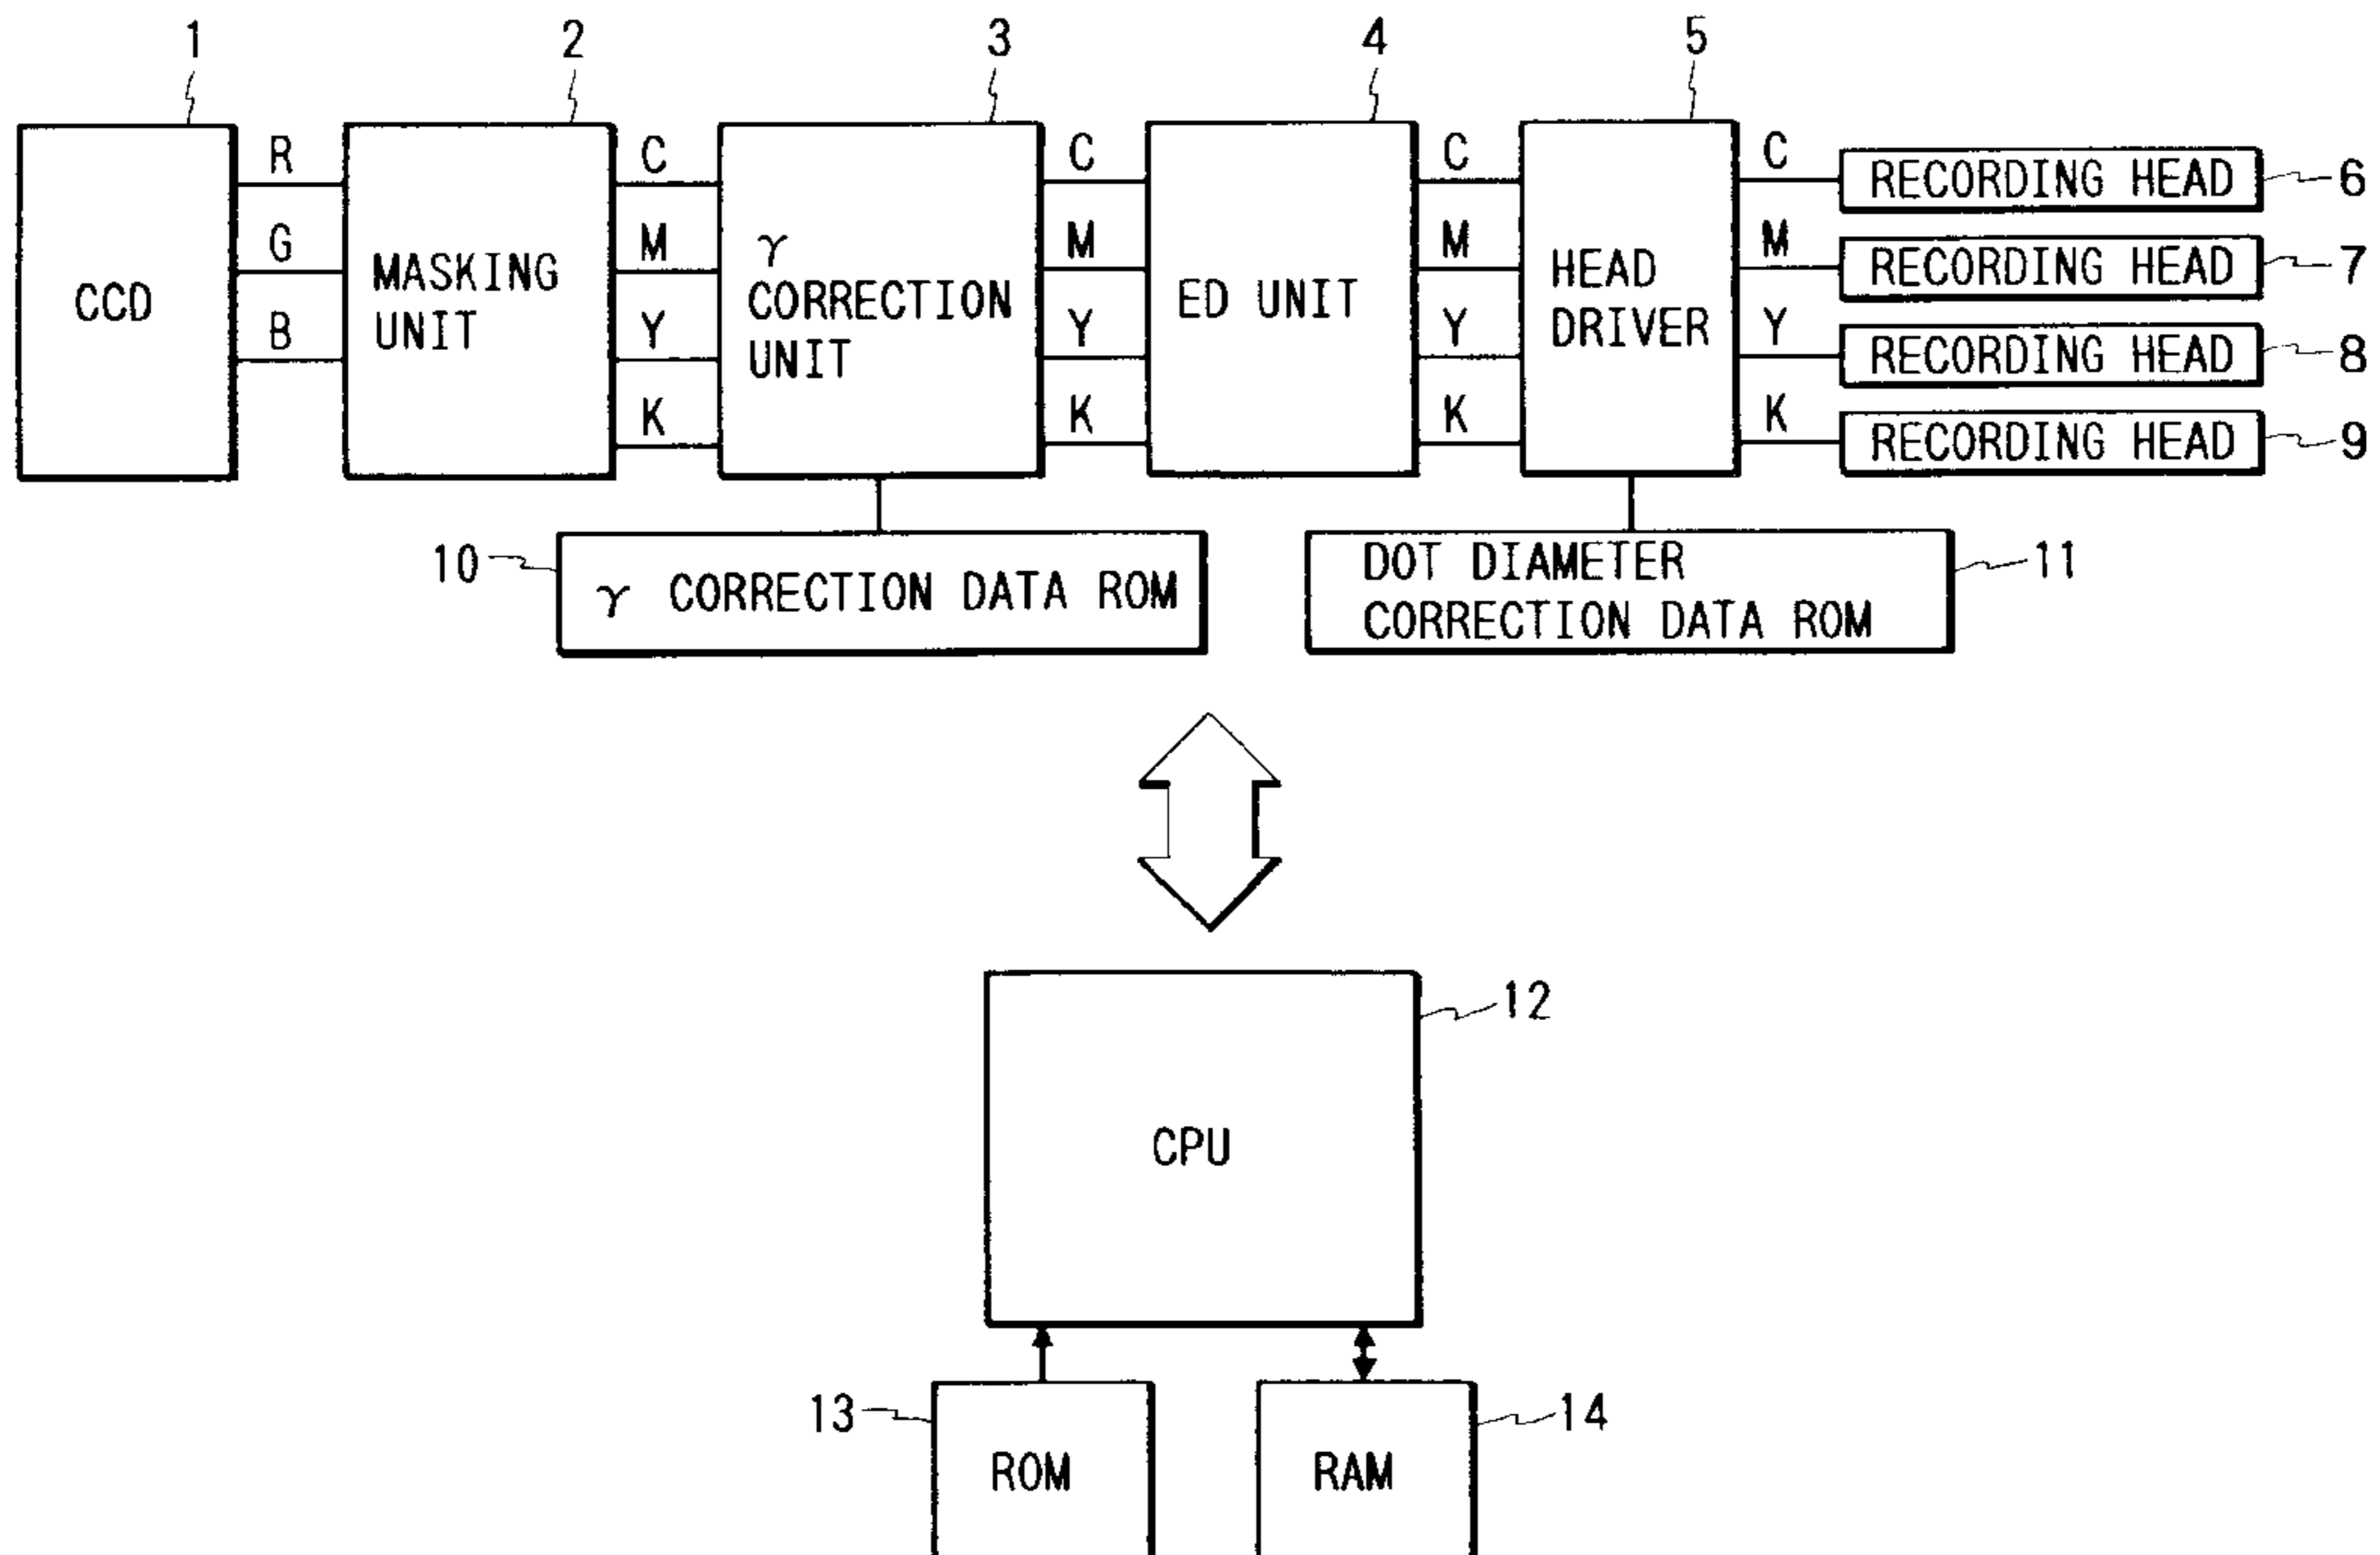 1
2
3
4
5
CCD
R
G
B
MASKING
UNIT
C
M
Y
K
γ
CORRECTION
UNIT
C
M
Y
K
ED UNIT
C
M
Y
K
HEAD
DRIVER
C
M
Y
K
RECORDING HEAD
6
RECORDING HEAD
7
RECORDING HEAD
8
RECORDING HEAD
9
10
γ CORRECTION DATA ROM
DOT DIAMETER
CORRECTION DATA ROM
11
12
CPU
13
ROM
14
RAM